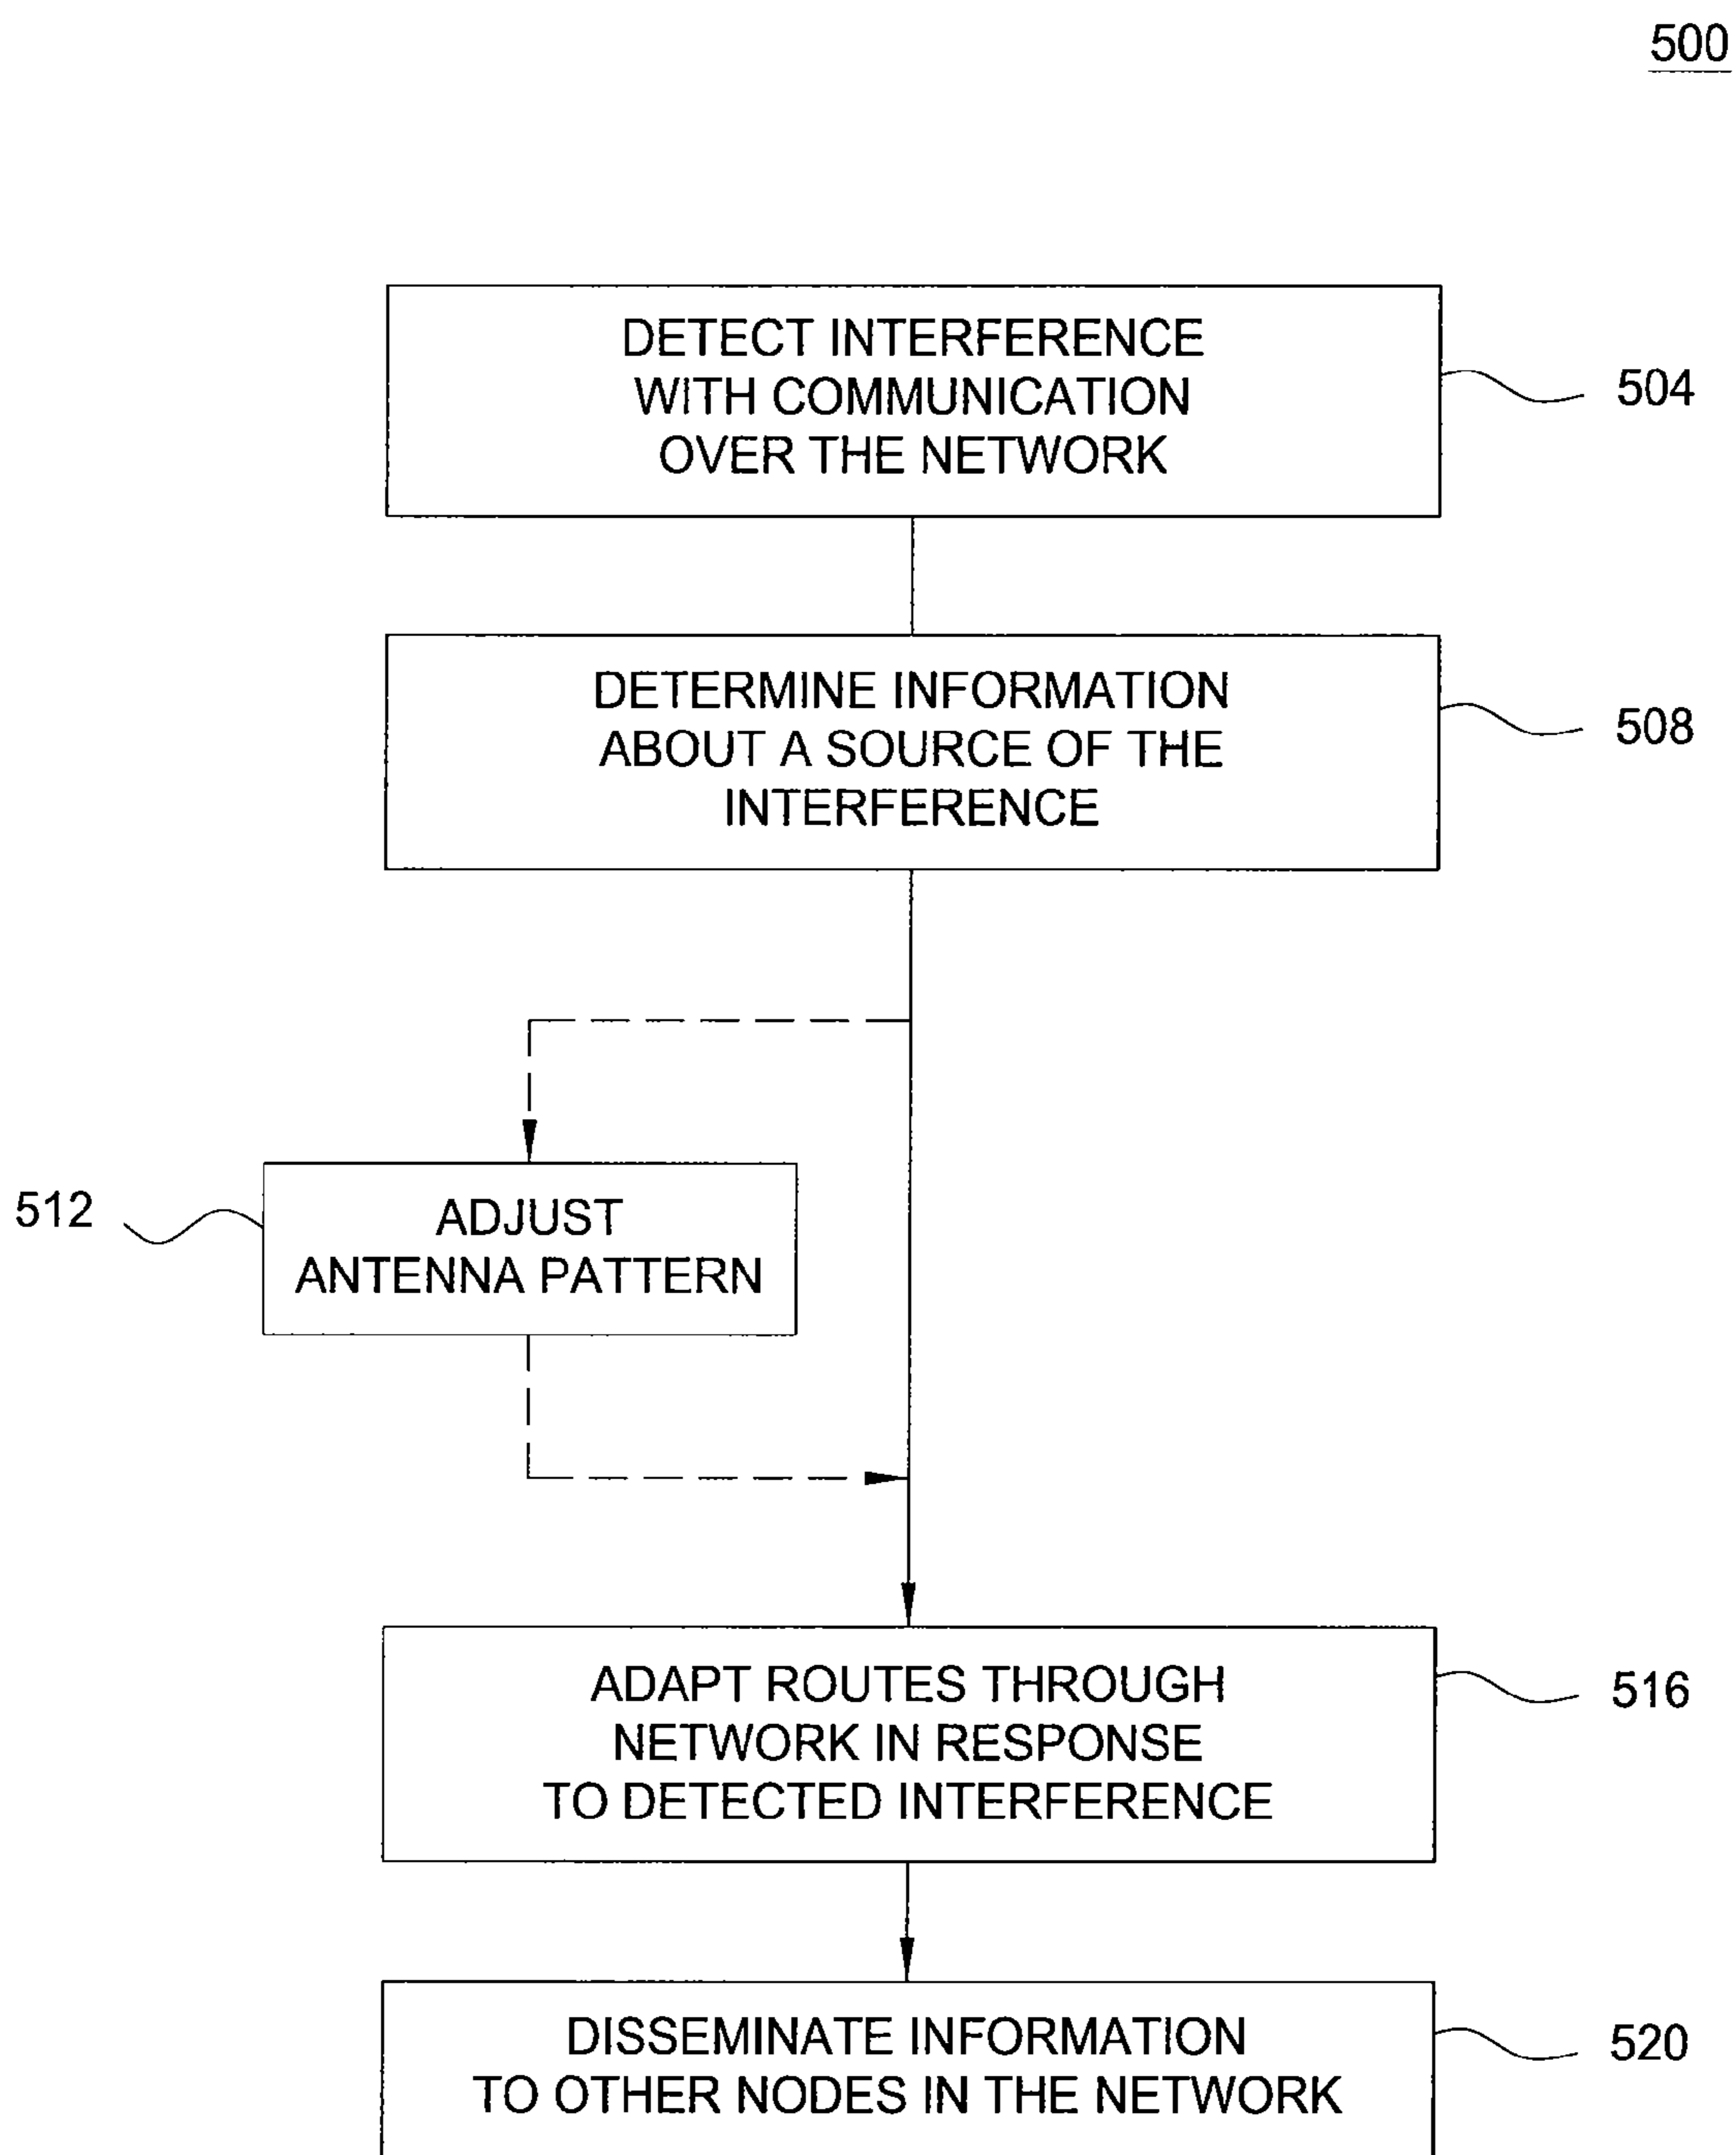 500
DETECT INTERFERENCE
WITH COMMUNICATION
OVER THE NETWORK
504
DETERMINE INFORMATION
ABOUT A SOURCE OF THE
INTERFERENCE
508
512
ADJUST
ANTENNA PATTERN
ADAPT ROUTES THROUGH
NETWORK IN RESPONSE
TO DETECTED INTERFERENCE
516
DISSEMINATE INFORMATION
TO OTHER NODES IN THE NETWORK
520